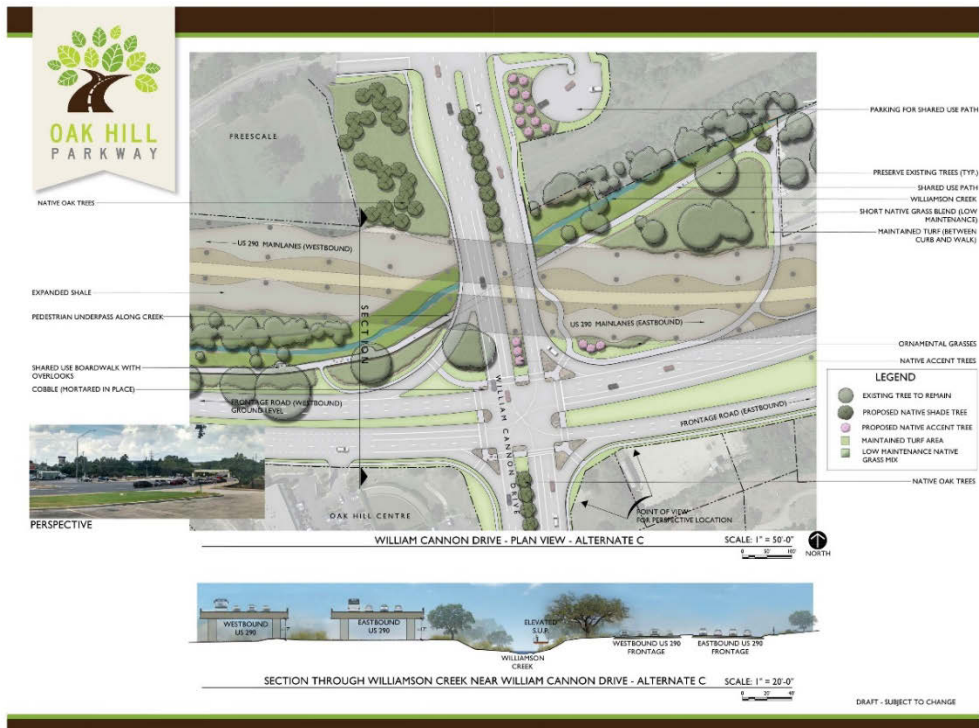 OAK HILL
PARKWAY
FREESCALE
NATIVE OAK TREES
US 290 MAINLANES (WESTBOUND)
EXPANDED SHALE
PEDESTRIAN UNDERPASS ALONG CREEK
SHARED USE BOARDWALK WITH
OVERLOOKS
COBBLE (MORTARED IN PLACE)
FRONTAGE ROAD (WESTBOUND)
GROUND LEVEL
SECTION
US 290 MAINLANES (EASTBOUND)
WILLIAM CANNON DRIVE
FRONTAGE ROAD (EASTBOUND)
OAK HILL CENTRE
POINT OF VIEW
FOR PERSPECTIVE LOCATION
PARKING FOR SHARED USE PATH
PRESERVE EXISTING TREES (TYP.)
SHARED USE PATH
WILLIAMSON CREEK
SHORT NATIVE GRASS BLEND (LOW
MAINTENANCE)
MAINTAINED TURF (BETWEEN
CURB AND WALK)
ORNAMENTAL GRASSES
NATIVE ACCENT TREES
LEGEND
EXISTING TREE TO REMAIN
PROPOSED NATIVE SHADE TREE
PROPOSED NATIVE ACCENT TREE
MAINTAINED TURF AREA
LOW MAINTENANCE NATIVE
GRASS MIX
NATIVE OAK TREES
PERSPECTIVE
WILLIAM CANNON DRIVE - PLAN VIEW - ALTERNATE C
SCALE: 1" = 50'-0"
0 50' 100'
NORTH
WESTBOUND
US 290
EASTBOUND
US 290
ELEVATED
S.U.P.
WILLIAMSON
CREEK
WESTBOUND US 290
FRONTAGE
EASTBOUND US 290
FRONTAGE
SECTION THROUGH WILLIAMSON CREEK NEAR WILLIAM CANNON DRIVE - ALTERNATE C
SCALE: 1" = 20'-0"
0 20' 40'
DRAFT - SUBJECT TO CHANGE